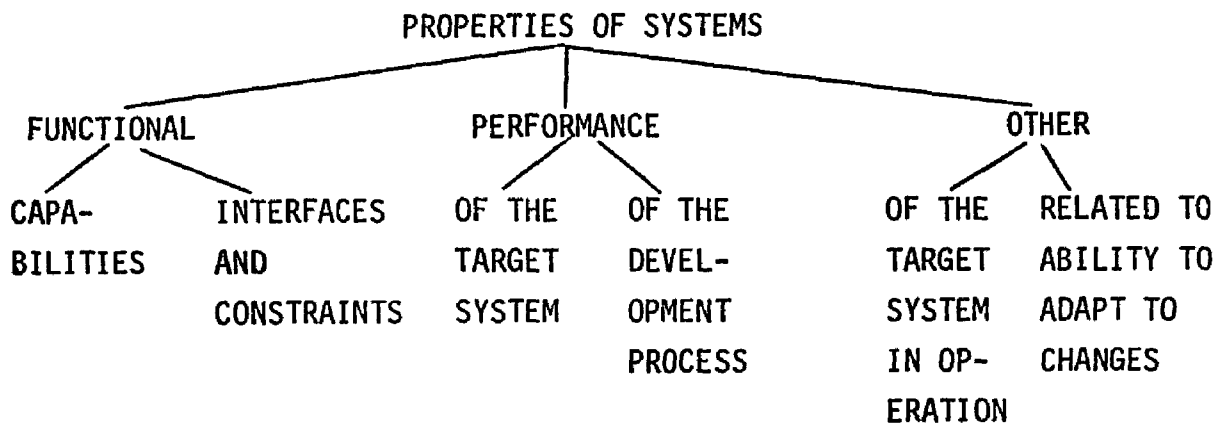 PROPERTIES OF SYSTEMS
FUNCTIONAL
PERFORMANCE
OTHER
CAPA-
BILITIES
INTERFACES
AND
CONSTRAINTS
OF THE
TARGET
SYSTEM
OF THE
DEVEL-
OPMENT
PROCESS
OF THE
TARGET
SYSTEM
IN OP-
ERATION
RELATED TO
ABILITY TO
ADAPT TO
CHANGES